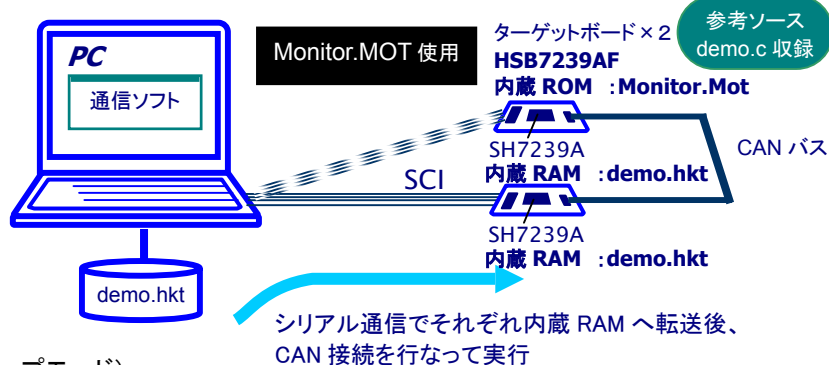 PC
通信ソフト
Monitor.MOT 使用
ターゲットボード×2
HSB7239AF
内蔵 ROM :Monitor.Mot
参考ソース
demo.c 収録
SH7239A
内蔵 RAM :demo.hkt
CAN バス
SCI
SH7239A
内蔵 RAM :demo.hkt
demo.hkt
シリアル通信でそれぞれ内蔵 RAM へ転送後、
CAN 接続を行なって実行
プモード）